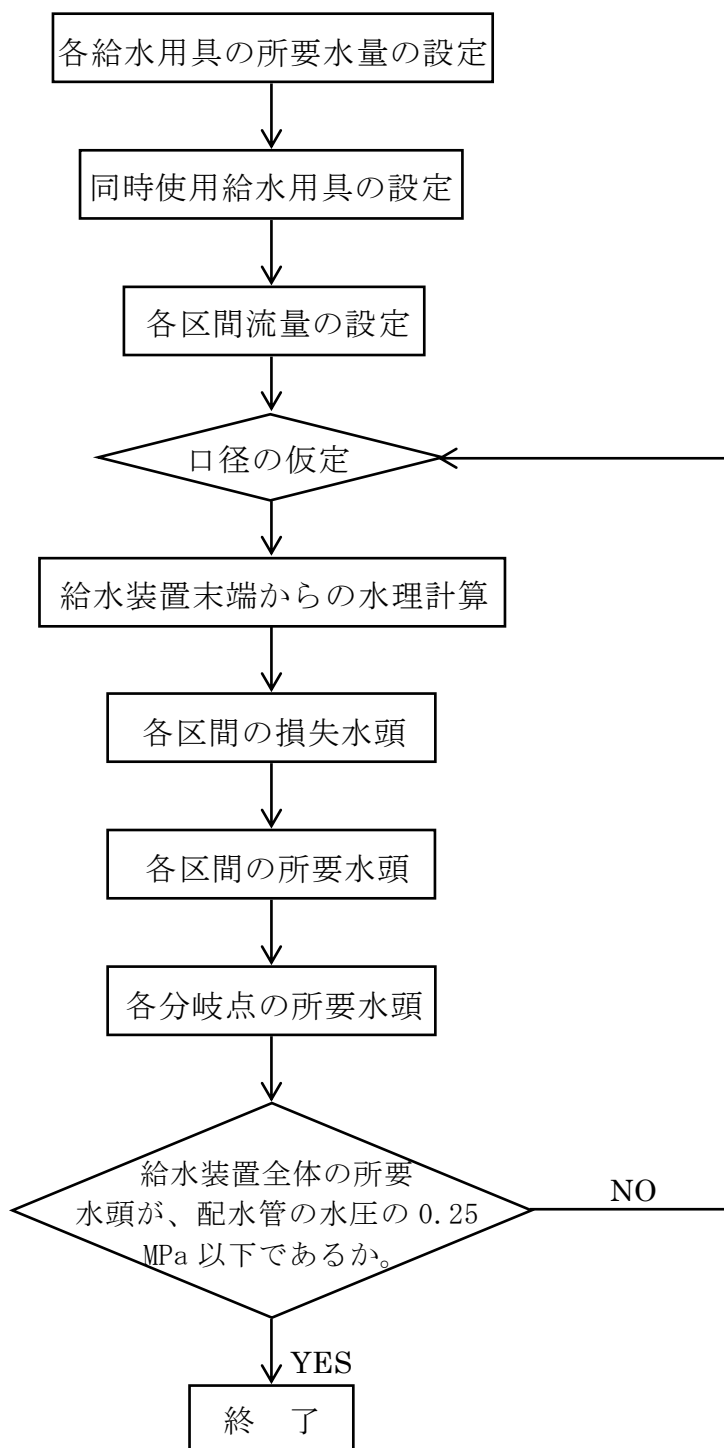 各給水用具の所要水量の設定
同時使用給水用具の設定
各区間流量の設定
口径の仮定
給水装置末端からの水理計算
各区間の損失水頭
各区間の所要水頭
各分岐点の所要水頭
給水装置全体の所要
水頭が、配水管の水圧の 0.25
MPa 以下であるか。
NO
YES
終　了